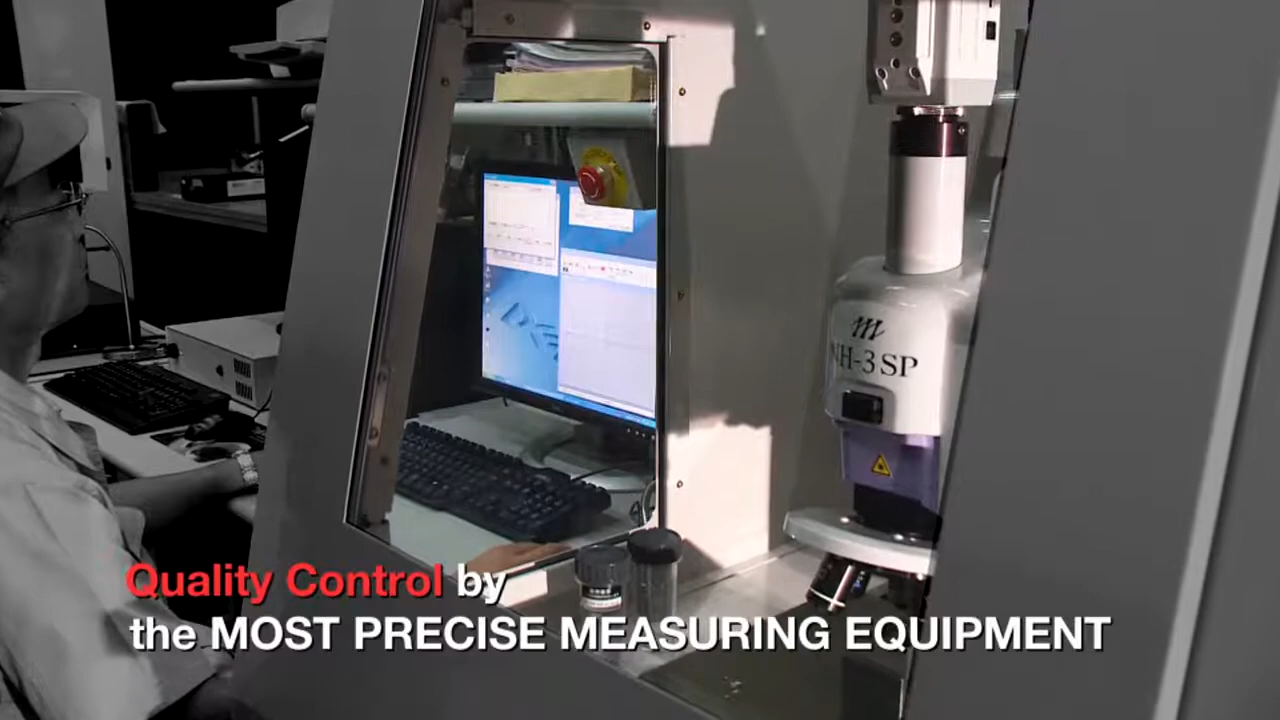 NH-3SP
Quality Control by
the MOST PRECISE MEASURING EQUIPMENT